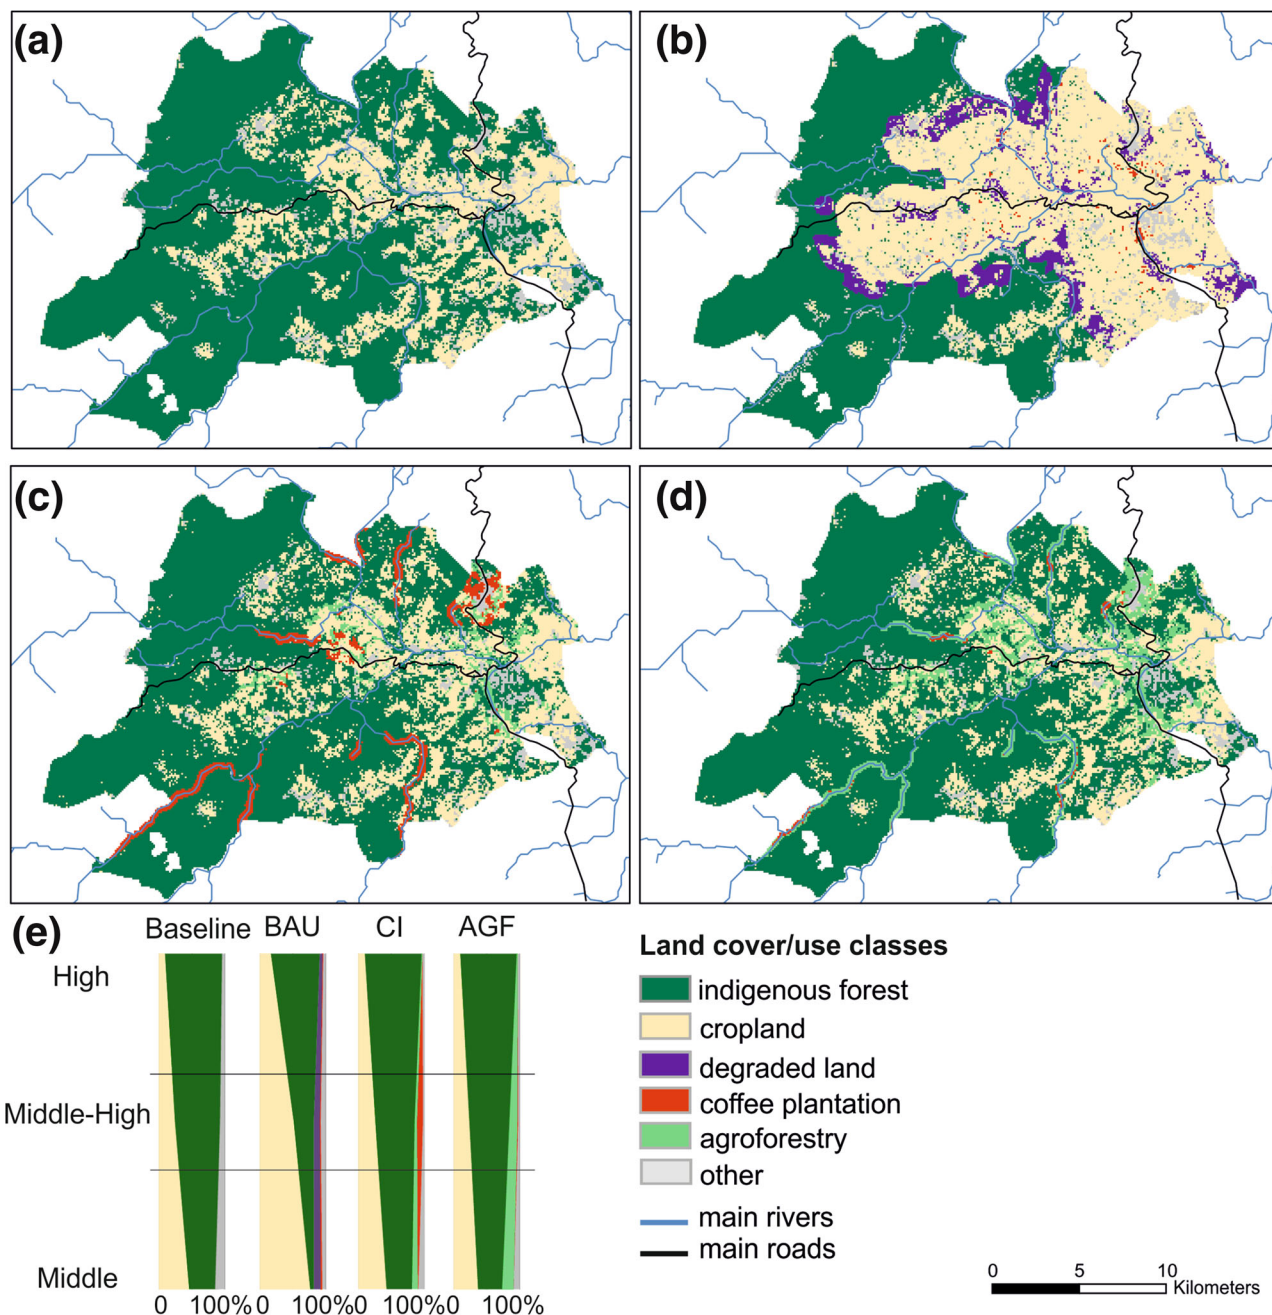 (a)
(b)
(c)
(d)
(e)
Baseline BAU CI AGF
High
Middle-High
Middle
0 100% 0 100% 0 100% 0 100%
Land cover/use classes
indigenous forest
cropland
degraded land
coffee plantation
agroforestry
other
main rivers
main roads
0 5 10
Kilometers